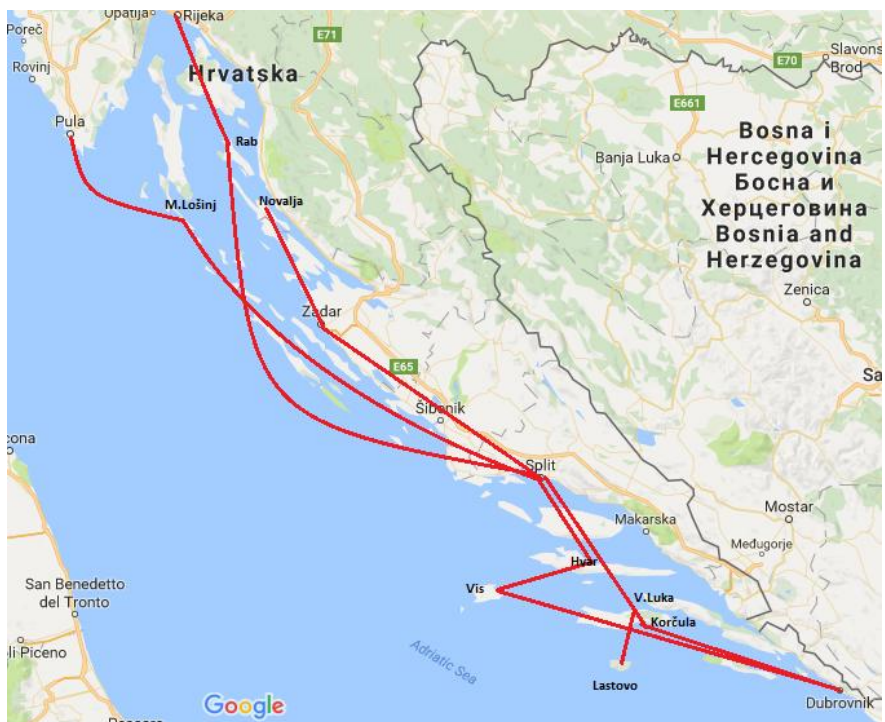 Poreč
Opatija
Rijeka
E71
E70
Slavons
Brod
Rovinj
Hrvatska
E661
Pula
Rab
Banja Luka
Bosna i
Hercegovina
Босна и
Херцеговина
Bosnia and
Herzegovina
M.Lošinj
Novalja
Zenica
Zadar
E65
Sa
Šibenik
cona
Split
Mostar
Makarska
Međugorje
Hvar
San Benedetto
del Tronto
Vis
V.Luka
Korčula
li Piceno
Adriatic Sea
Lastovo
Google
Dubrovnik